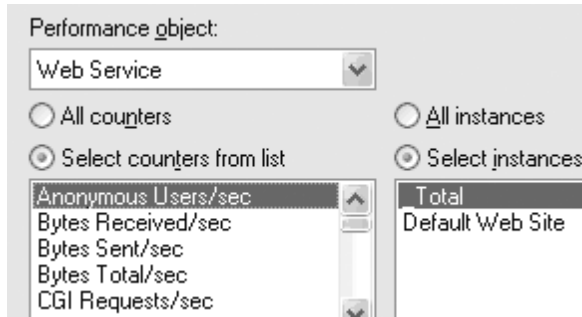 Performance object:
Web Service
All counters
All instances
Select counters from list
Select instances
Anonymous Users/sec
Bytes Received/sec
Bytes Sent/sec
Bytes Total/sec
CGI Requests/sec
_Total
Default Web Site